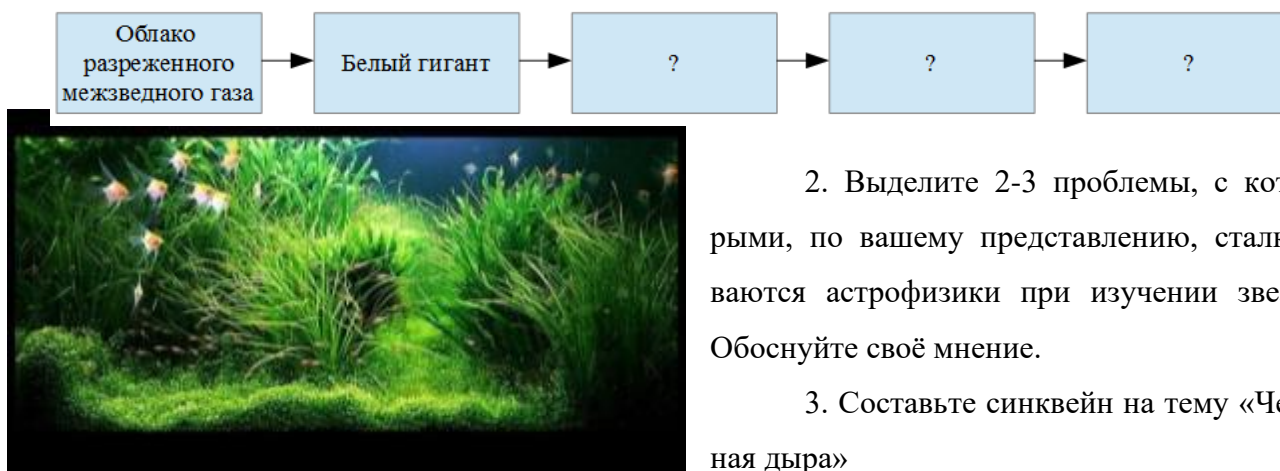 Облако
разреженного
межзведного газа
Белый гигант
?
?
?
2. Выделите 2-3 проблемы, с кот
рыми, по вашему представлению, сталь
ваются астрофизики при изучении зве
Обоснуйте своё мнение.
3. Составьте синквейн на тему «Че
ная дыра»